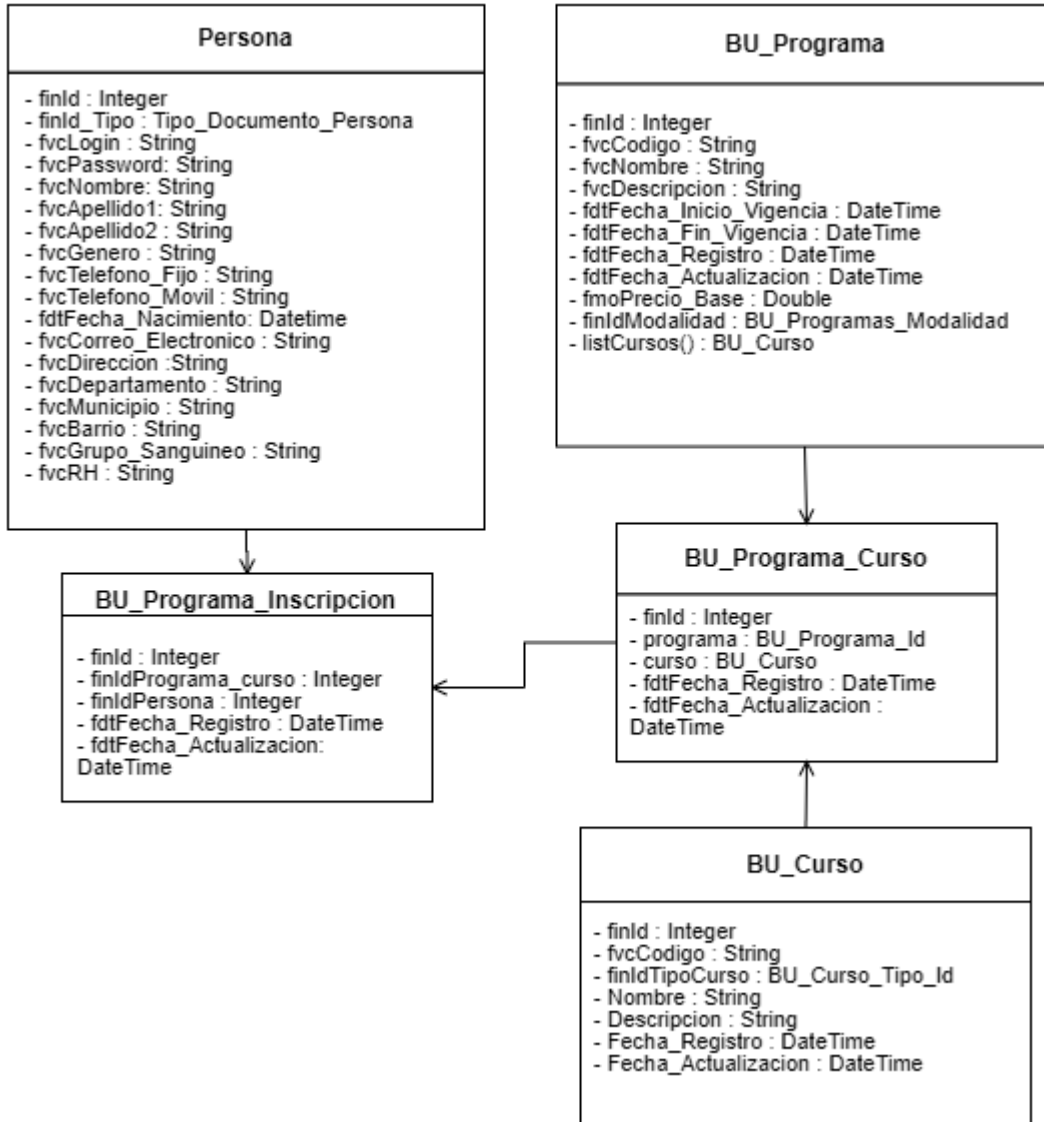 Persona
- finId : Integer
- finId_Tipo : Tipo_Documento_Persona
- fvcLogin : String
- fvcPassword: String
- fvcNombre: String
- fvcApellido1: String
- fvcApellido2 : String
- fvcGenero : String
- fvcTelefono_Fijo : String
- fvcTelefono_Movil : String
- fdtFecha_Nacimiento: Datetime
- fvcCorreo_Electronico : String
- fvcDireccion :String
- fvcDepartamento : String
- fvcMunicipio : String
- fvcBarrio : String
- fvcGrupo_Sanguineo : String
- fvcRH : String
BU_Programa
- finId : Integer
- fvcCodigo : String
- fvcNombre : String
- fvcDescripcion : String
- fdtFecha_Inicio_Vigencia : DateTime
- fdtFecha_Fin_Vigencia : DateTime
- fdtFecha_Registro : DateTime
- fdtFecha_Actualizacion : DateTime
- fmoPrecio_Base : Double
- finIdModalidad : BU_Programas_Modalidad
- listCursos() : BU_Curso
BU_Programa_Inscripcion
- finId : Integer
- finIdPrograma_curso : Integer
- finIdPersona : Integer
- fdtFecha_Registro : DateTime
- fdtFecha_Actualizacion:
DateTime
BU_Programa_Curso
- finId : Integer
- programa : BU_Programa_Id
- curso : BU_Curso
- fdtFecha_Registro : DateTime
- fdtFecha_Actualizacion :
DateTime
BU_Curso
- finId : Integer
- fvcCodigo : String
- finIdTipoCurso : BU_Curso_Tipo_Id
- Nombre : String
- Descripcion : String
- Fecha_Registro : DateTime
- Fecha_Actualizacion : DateTime